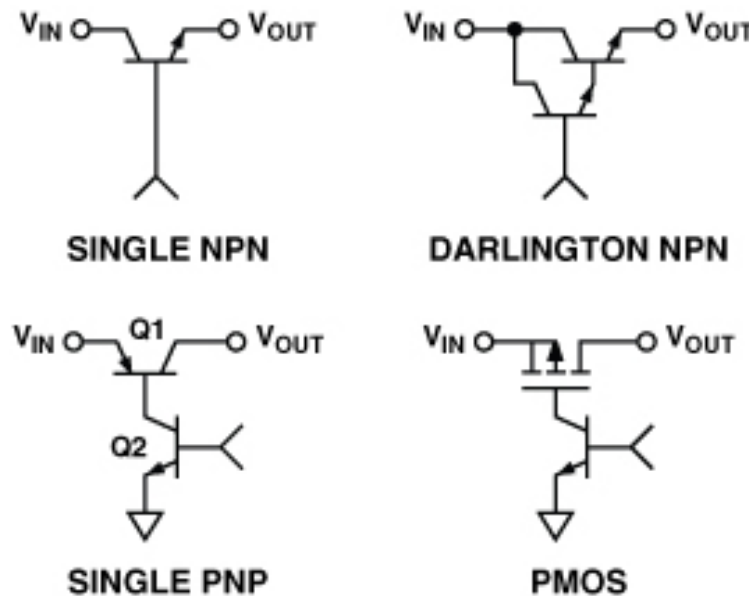 VIN VOUT
VIN VOUT
SINGLE NPN
DARLINGTON NPN
VIN Q1 VOUT
Q2
VIN VOUT
SINGLE PNP
PMOS